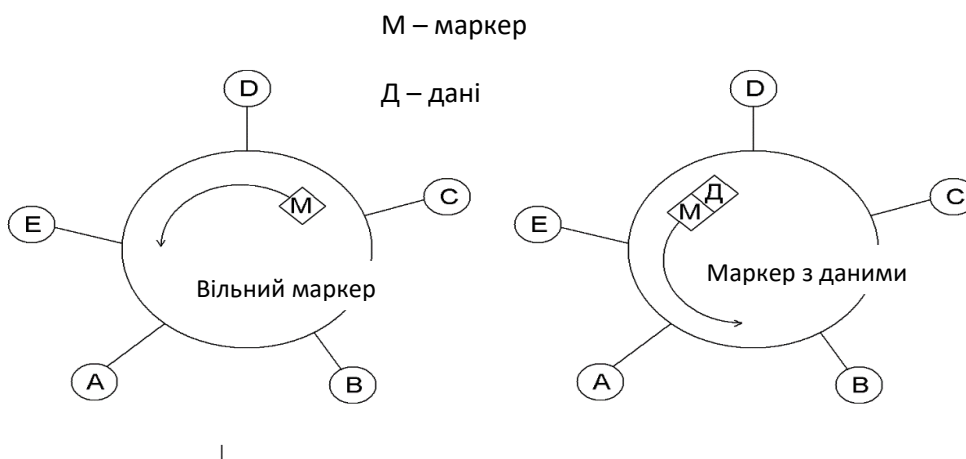 М – маркер
Д – дані
D
C
E
М
Вільний маркер
A
B
D
C
E
М Д
Маркер з даними
A
B